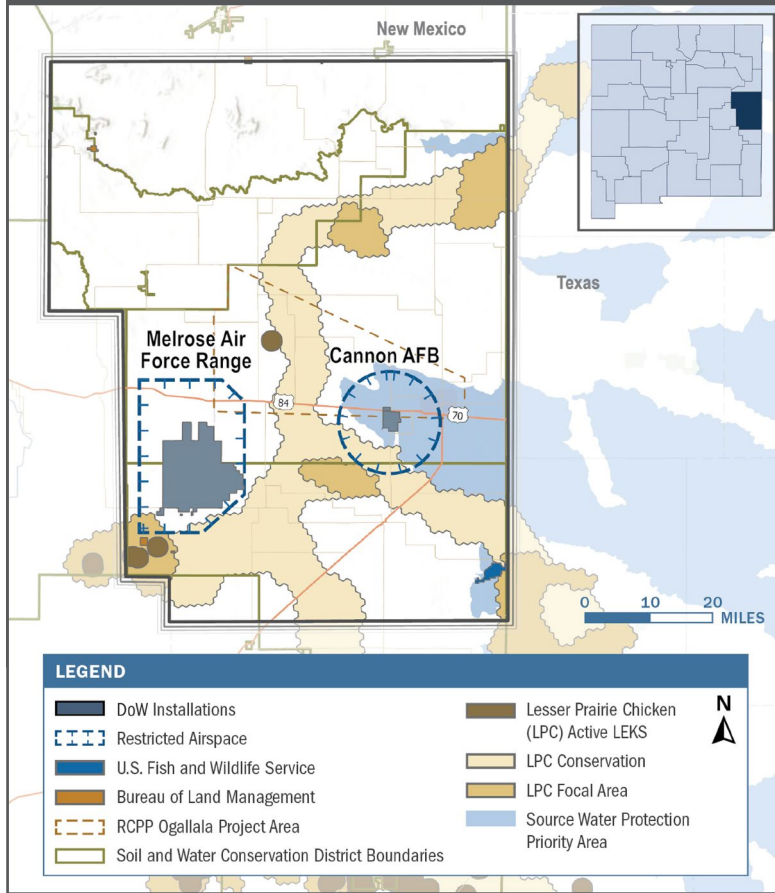 New Mexico
Texas
Melrose Air
Force Range
Cannon AFB
84
70
0 10 20
MILES
LEGEND
DoW Installations
Restricted Airspace
U.S. Fish and Wildlife Service
Bureau of Land Management
RCPP Ogallala Project Area
Soil and Water Conservation District Boundaries
Lesser Prairie Chicken
(LPC) Active LEKS
LPC Conservation
LPC Focal Area
Source Water Protection
Priority Area
N